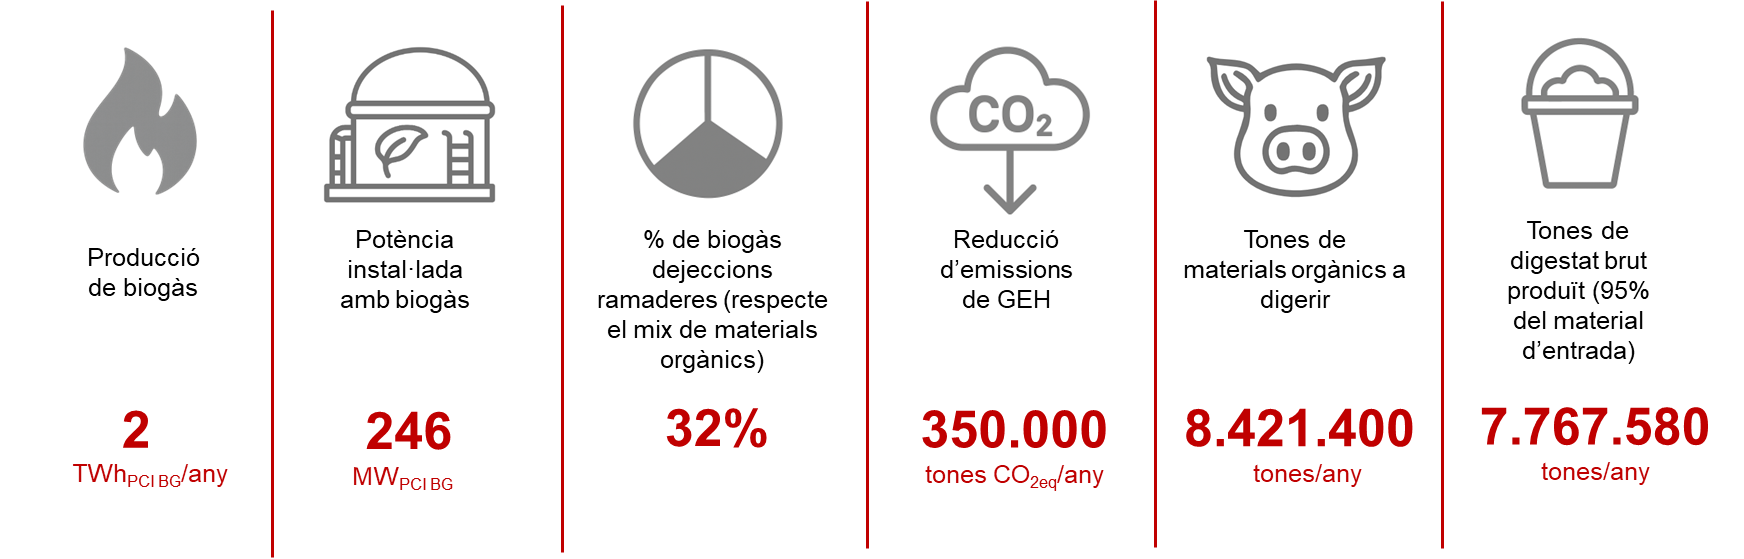 Producció
de biogàs
2
TWhPCI BG/any
Potència
instal·lada
amb biogàs
246
MWPCI BG
% de biogàs
dejeccions
ramaderes (respecte
el mix de materials
orgànics)
32%
CO2
Reducció
d’emissions
de GEH
350.000
tones CO2eq/any
Tones de
materials orgànics a
digerir
8.421.400
tones/any
Tones de
digestat brut
produït (95%
del material
d’entrada)
7.767.580
tones/any